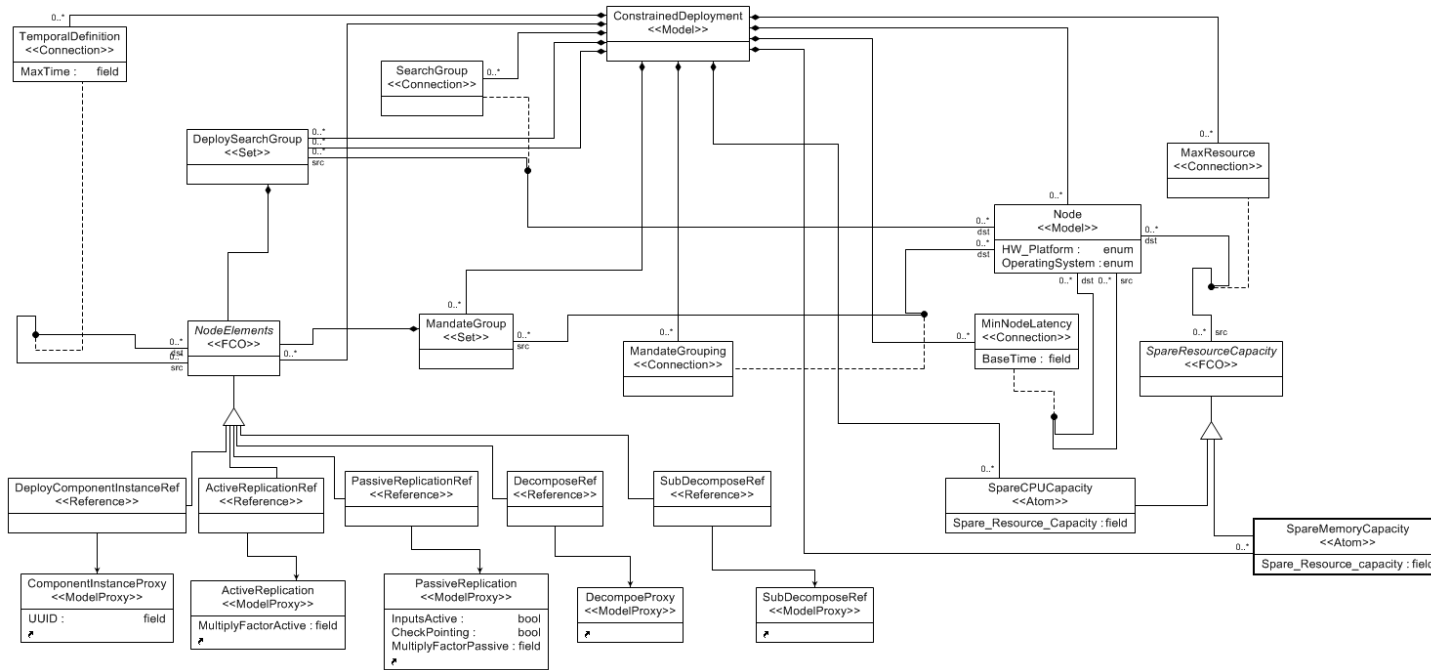 ConstrainedDeployment
<<Model>>
0..*
TemporalDefinition
<<Connection>>
MaxTime : field
SearchGroup
<<Connection>>
0..*
DeploySearchGroup
<<Set>>
0..*
0..*
0..*
src
0..*
MaxResource
<<Connection>>
0..*
Node
<<Model>>
HW_Platform : enum
OperatingSystem : enum
0..*
dst
0..*
dst
0..*
dst
0..*
dst
0..*
src
NodeElements
<<FCO>>
0..*
dst
0..*
src
0..*
0..*
MandateGroup
<<Set>>
0..*
src
0..*
MandateGrouping
<<Connection>>
0..*
MinNodeLatency
<<Connection>>
BaseTime : field
0..*
src
SpareResourceCapacity
<<FCO>>
DeployComponentInstanceRef
<<Reference>>
ActiveReplicationRef
<<Reference>>
PassiveReplicationRef
<<Reference>>
DecomposeRef
<<Reference>>
SubDecomposeRef
<<Reference>>
0..*
SpareCPUCapacity
<<Atom>>
Spare_Resource_Capacity : field
0..*
SpareMemoryCapacity
<<Atom>>
Spare_Resource_capacity : field
ComponentInstanceProxy
<<ModelProxy>>
UUID : field
ActiveReplication
<<ModelProxy>>
MultiplyFactorActive : field
PassiveReplication
<<ModelProxy>>
InputsActive : bool
CheckPointing : bool
MultiplyFactorPassive : field
DecompoeProxy
<<ModelProxy>>
SubDecomposeRef
<<ModelProxy>>